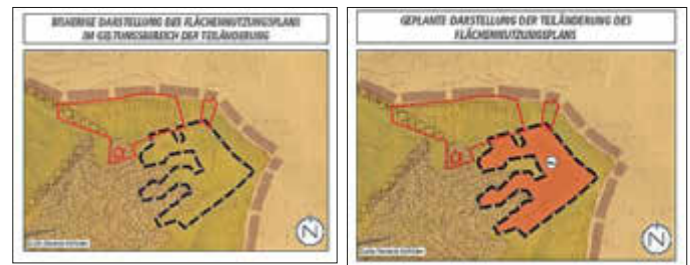 BISHERIGE DARSTELLUNG DES FLÄCHENNUTZUNGSPLANS
IM GELTUNGSBEREICH DER TEILÄNDERUNG
N
GEPLANTE DARSTELLUNG DER TEILÄNDERUNG DES
FLÄCHENNUTZUNGSPLANS
N